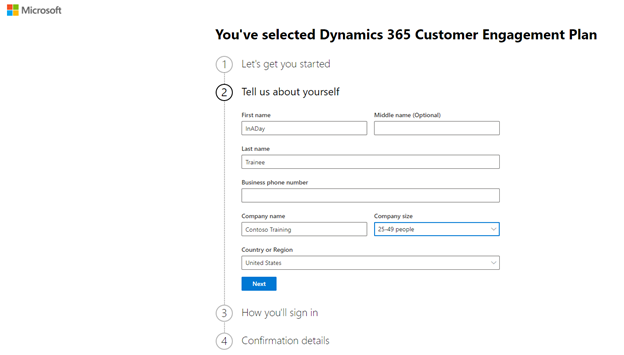 Microsoft
You've selected Dynamics 365 Customer Engagement Plan
1 Let's get you started
2 Tell us about yourself
First name Middle name (Optional)
InADay
Last name
Trainee
Business phone number
Company name Company size
Contoso Training 25-49 people
Country or Region
United States
Next
3 How you'll sign in
4 Confirmation details